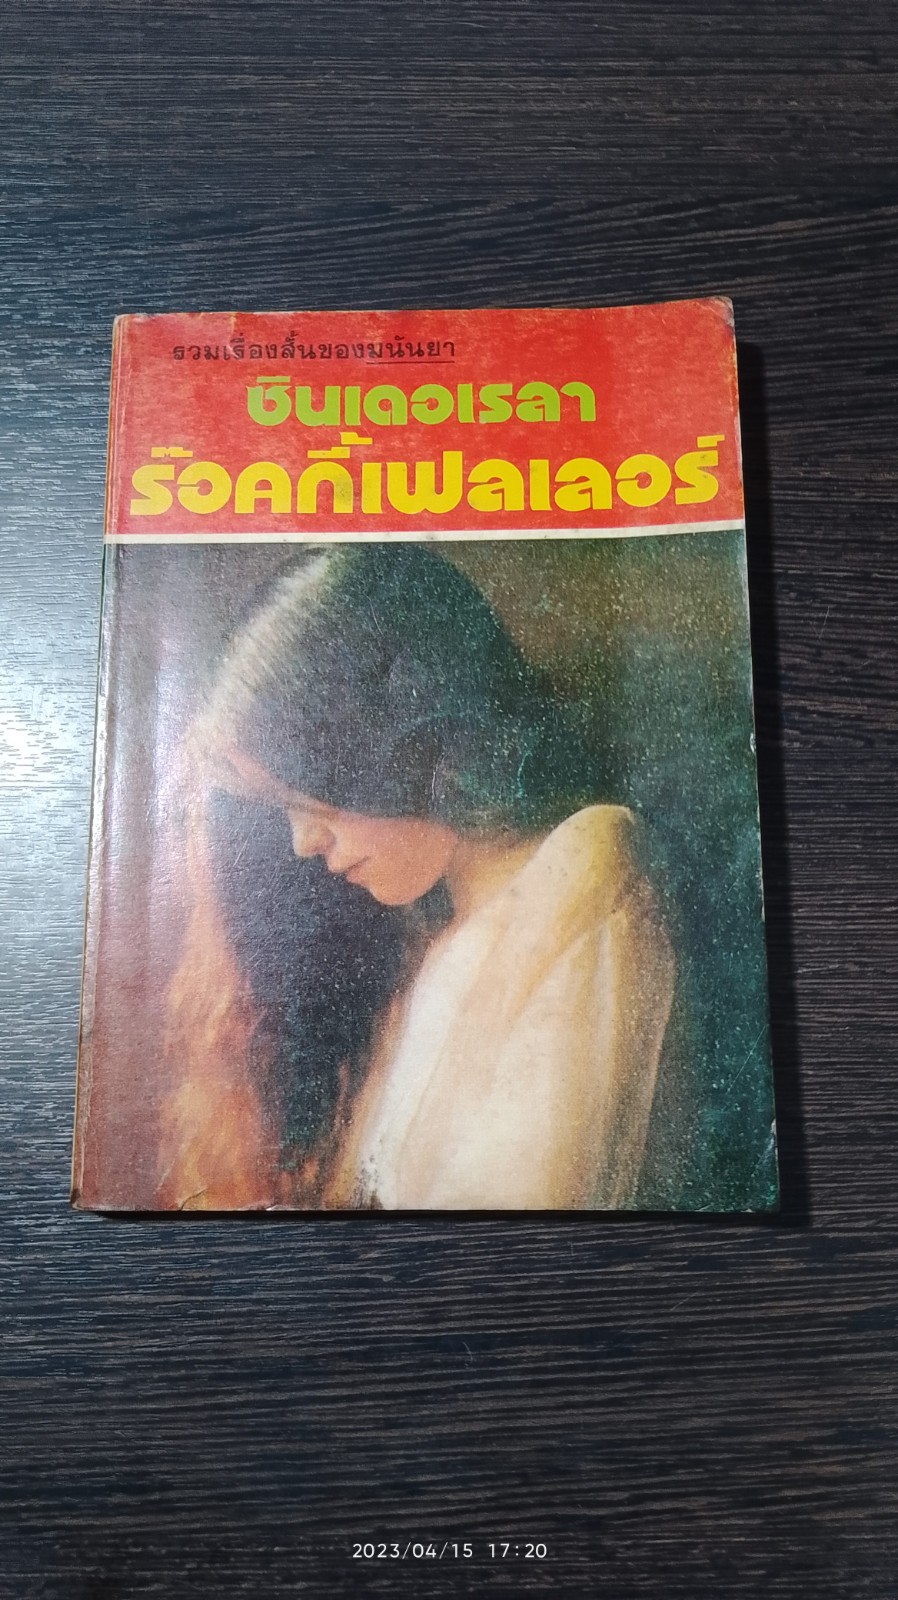 รวมเรื่องสั้นของมนันยา
ซินเดอเรลา
ร๊อคกี้เฟลเลอร์
2023/04/15 17:20